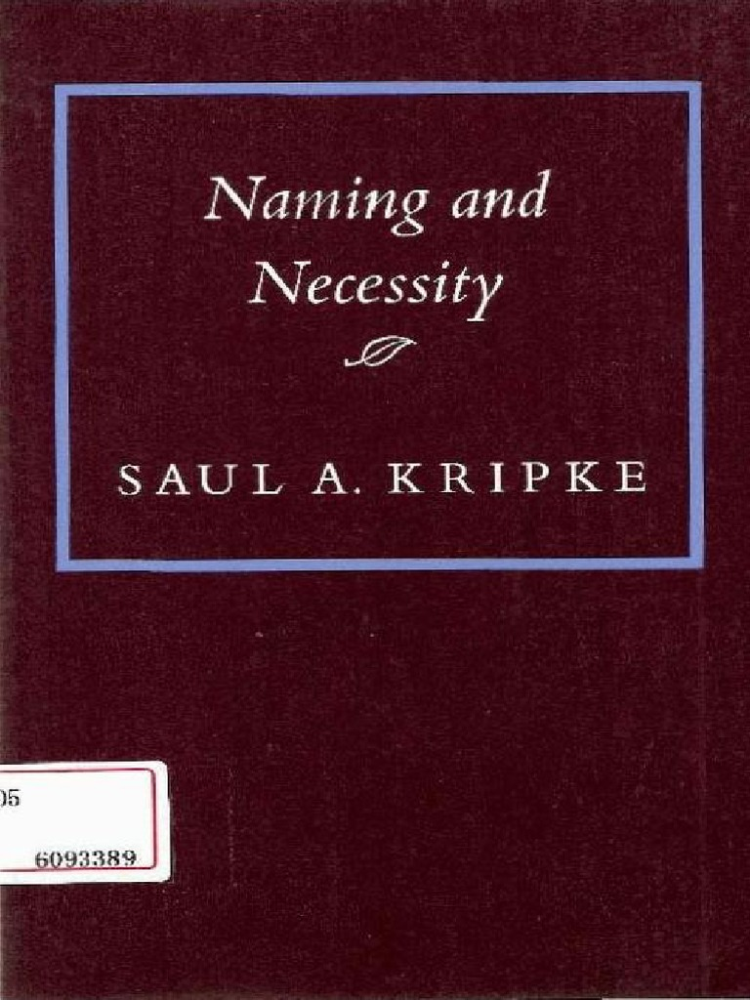 Naming and
Necessity
SAUL A. KRIPKE
05
6093389